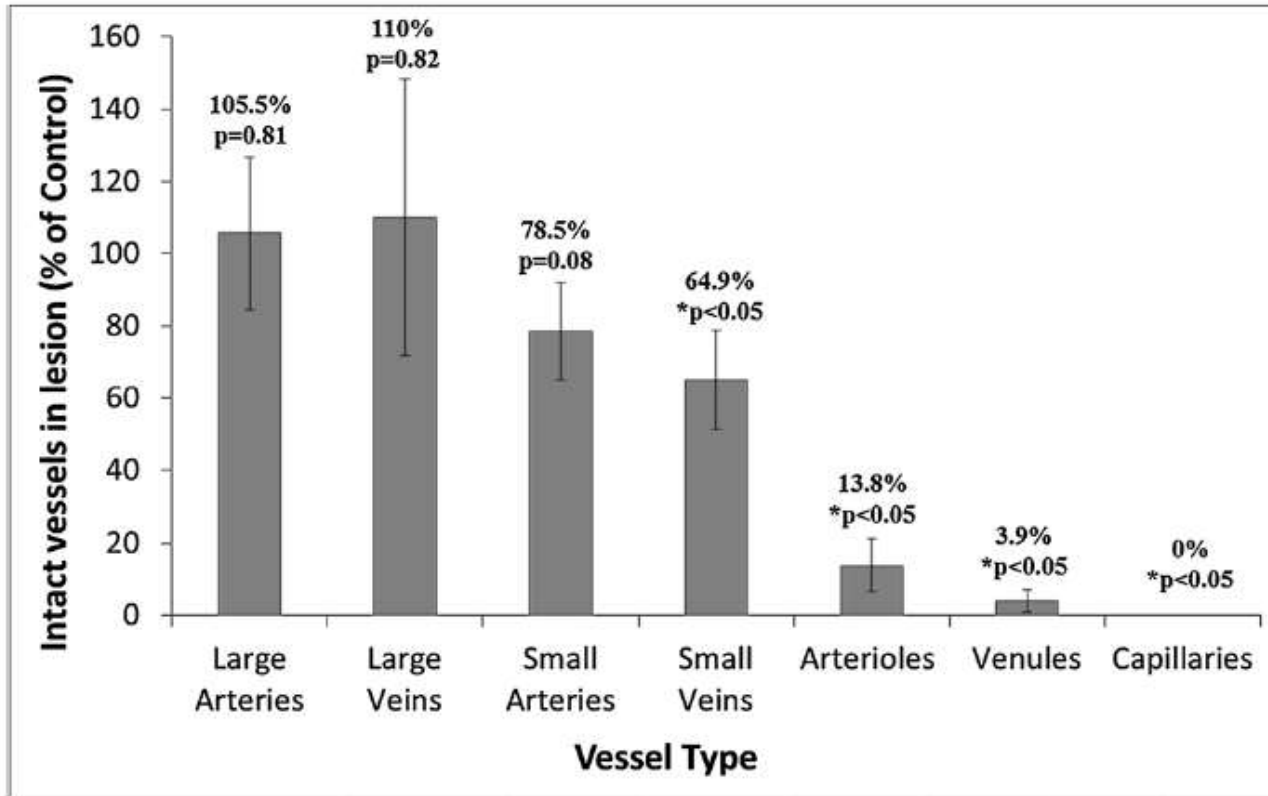 Intact vessels in lesion (% of Control)
160
140
120
100
80
60
40
20
0
105.5%
p=0.81
110%
p=0.82
78.5%
p=0.08
64.9%
*p<0.05
13.8%
*p<0.05
3.9%
*p<0.05
0%
*p<0.05
Large
Arteries
Large
Veins
Small
Arteries
Small
Veins
Arterioles
Venules
Capillaries
Vessel Type